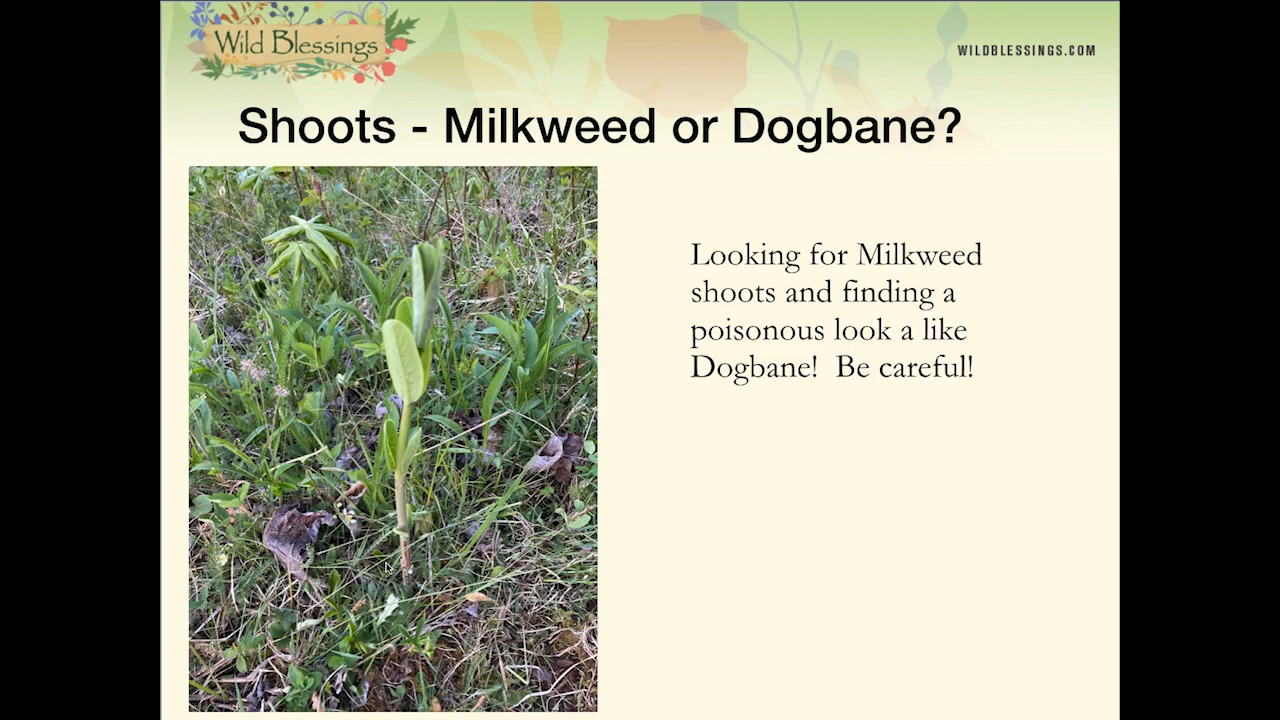 Wild Blessings
WILDBLESSINGS.COM
Shoots - Milkweed or Dogbane?
Looking for Milkweed
shoots and finding a
poisonous look a like
Dogbane!  Be careful!